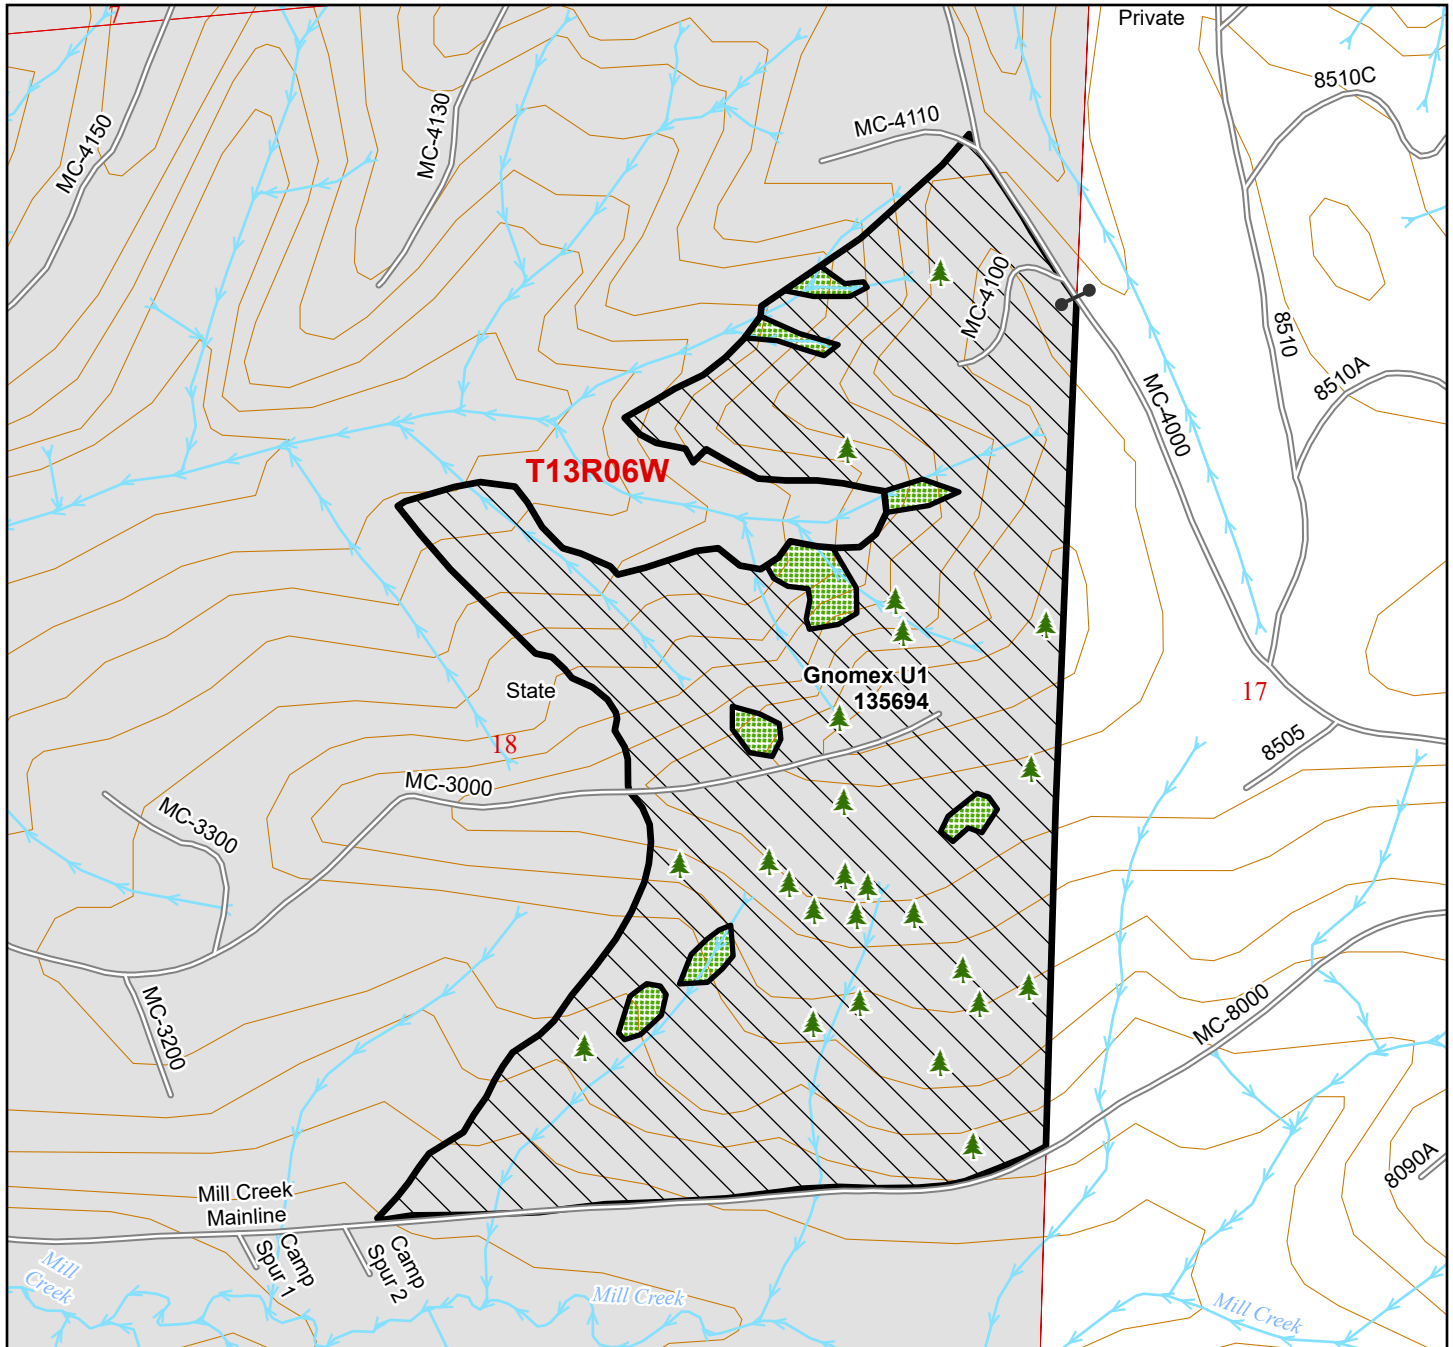 7
Private
8510C
MC-4150
MC-4130
MC-4110
MC-4100
8510
8510A
MC-4000
T13R06W
Gnomex U1
135694
State
17
18
8505
MC-3000
MC-3300
MC-3200
MC-8000
8090A
Mill Creek
Mainline
Camp
Spur 1
Camp
Spur 2
Mill
Creek
Mill Creek
Mill Creek